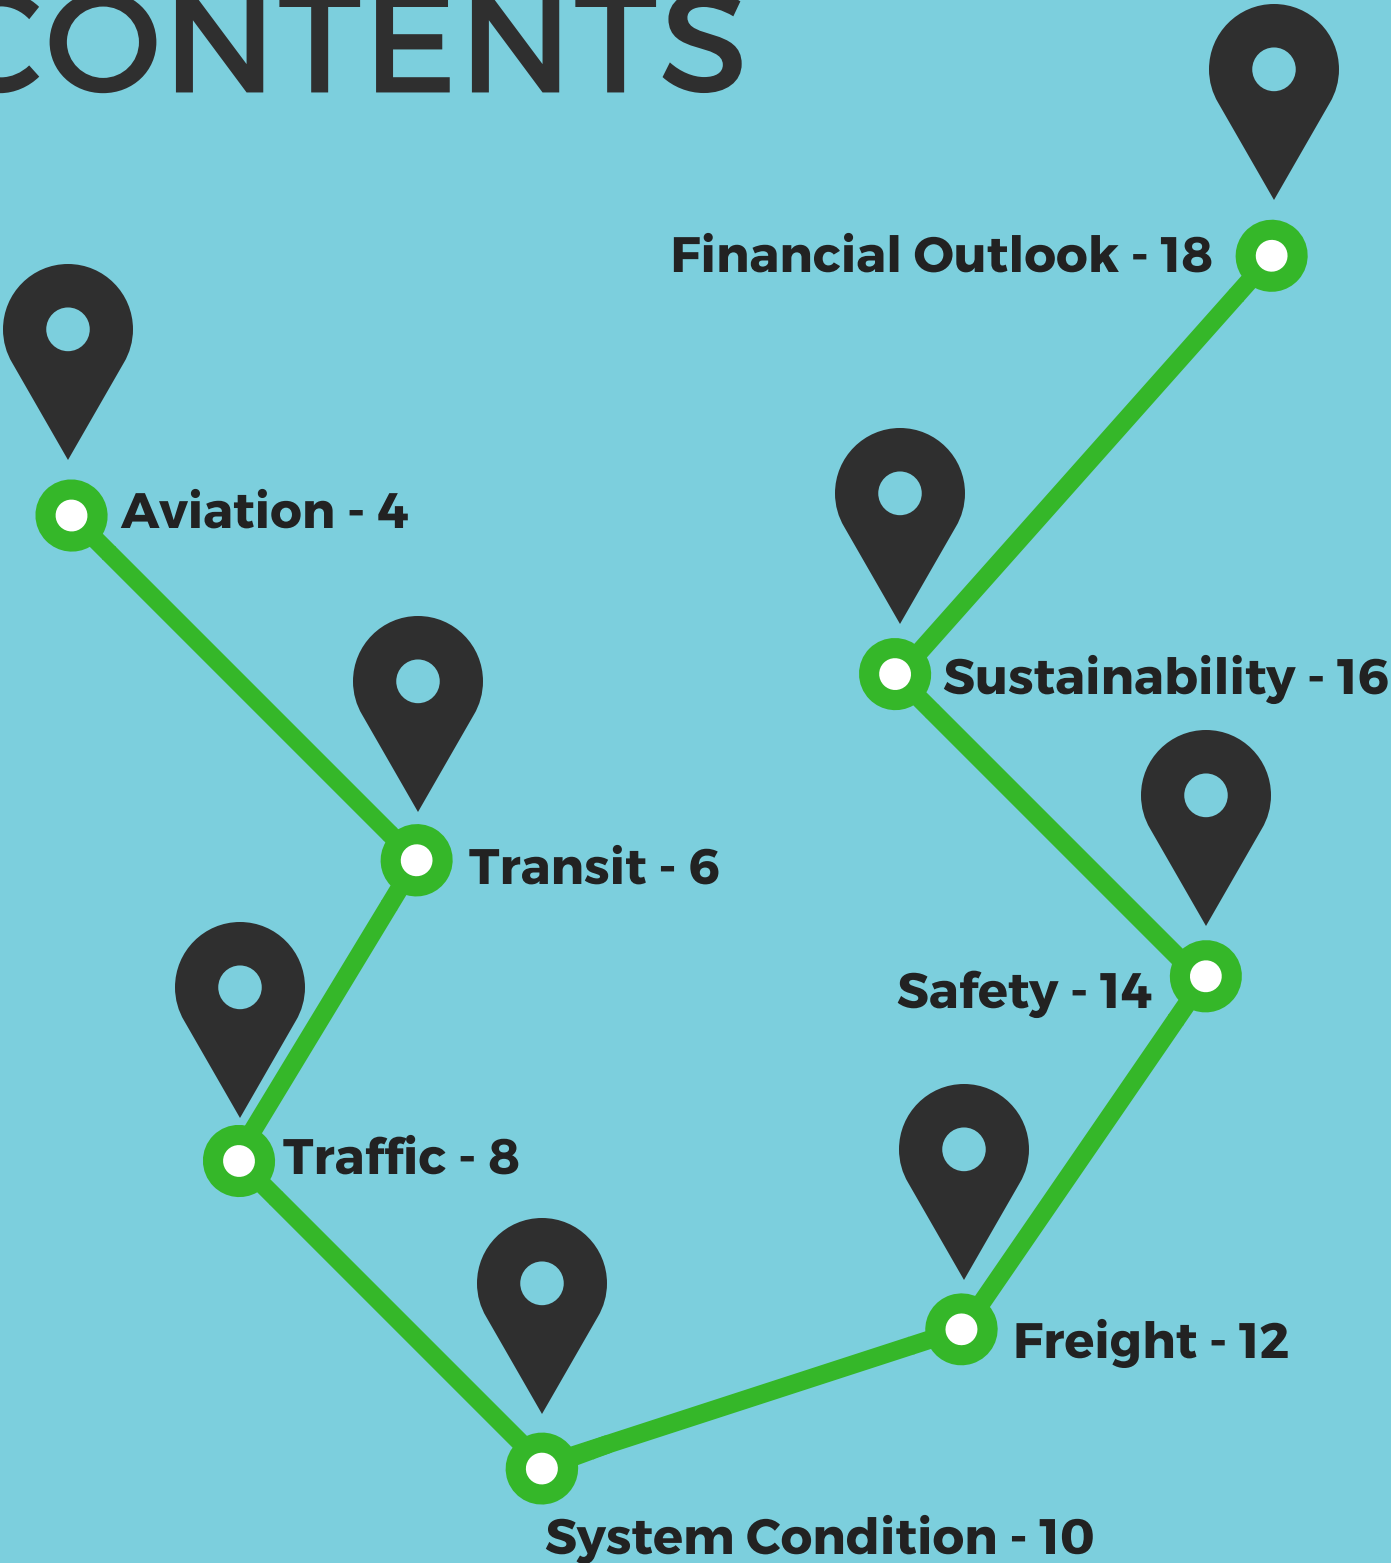 CONTENTS
Financial Outlook - 18
Aviation - 4
Sustainability - 16
Transit - 6
Safety - 14
Traffic - 8
Freight - 12
System Condition - 10